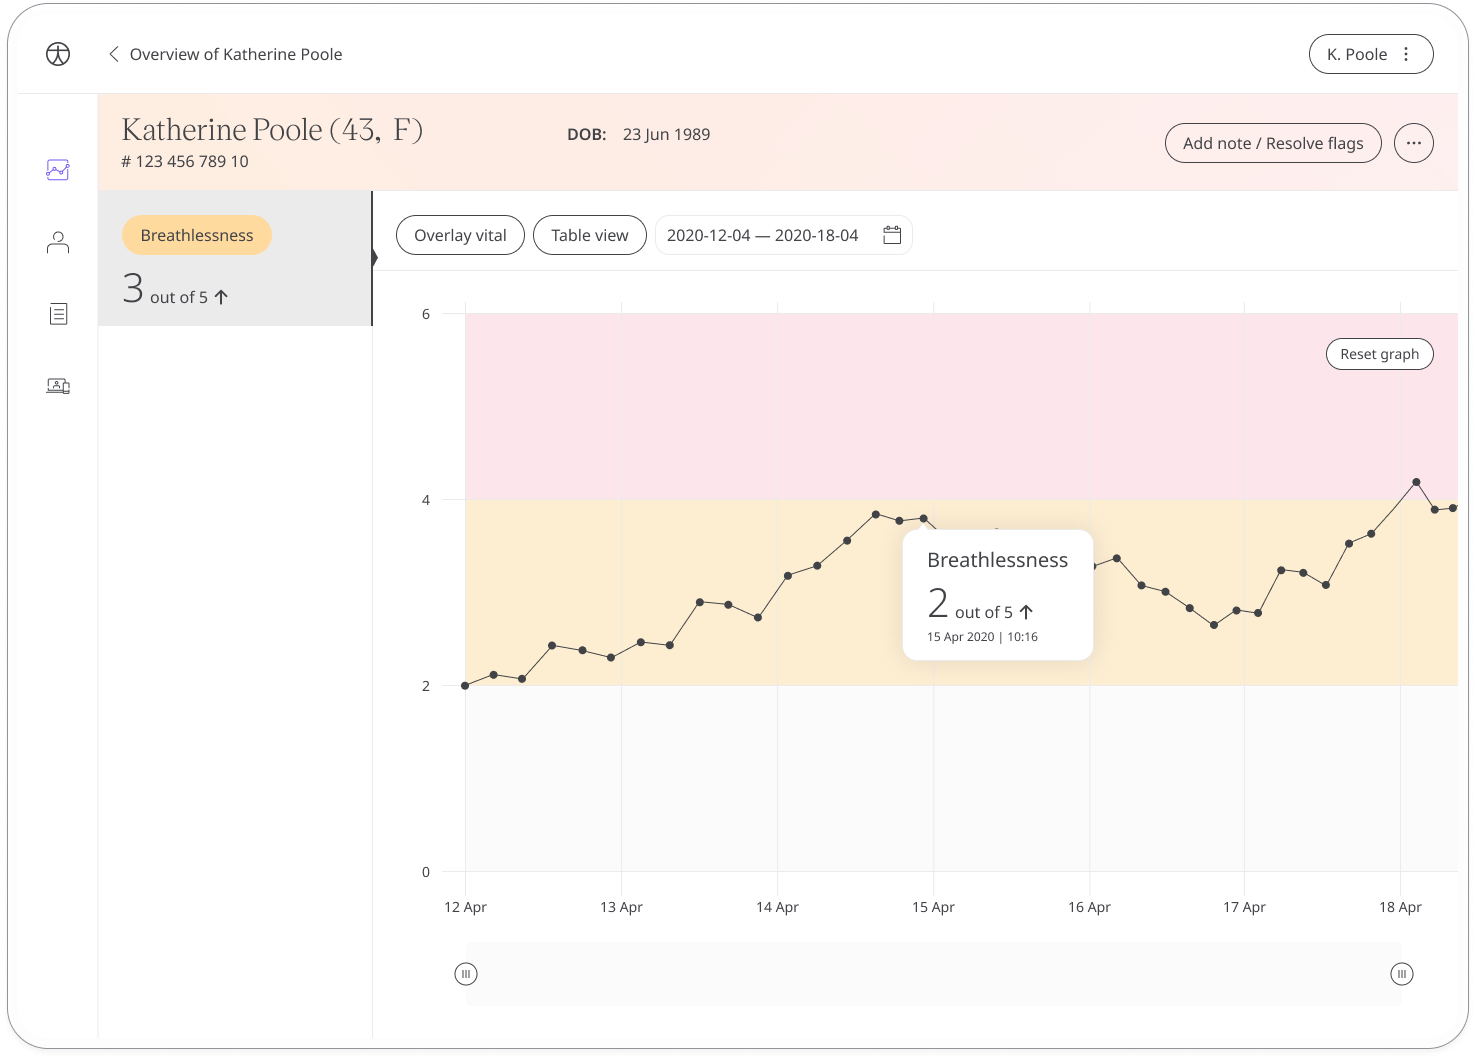 Overview of Katherine Poole
K. Poole
Katherine Poole (43, F)
# 123 456 789 10
DOB: 23 Jun 1989
Add note / Resolve flags
Breathlessness
3 out of 5 ↑
Overlay vital
Table view
2020-12-04 — 2020-18-04
6
Reset graph
4
Breathlessness
2 out of 5 ↑
15 Apr 2020 | 10:16
2
0
12 Apr 13 Apr 14 Apr 15 Apr 16 Apr 17 Apr 18 Apr